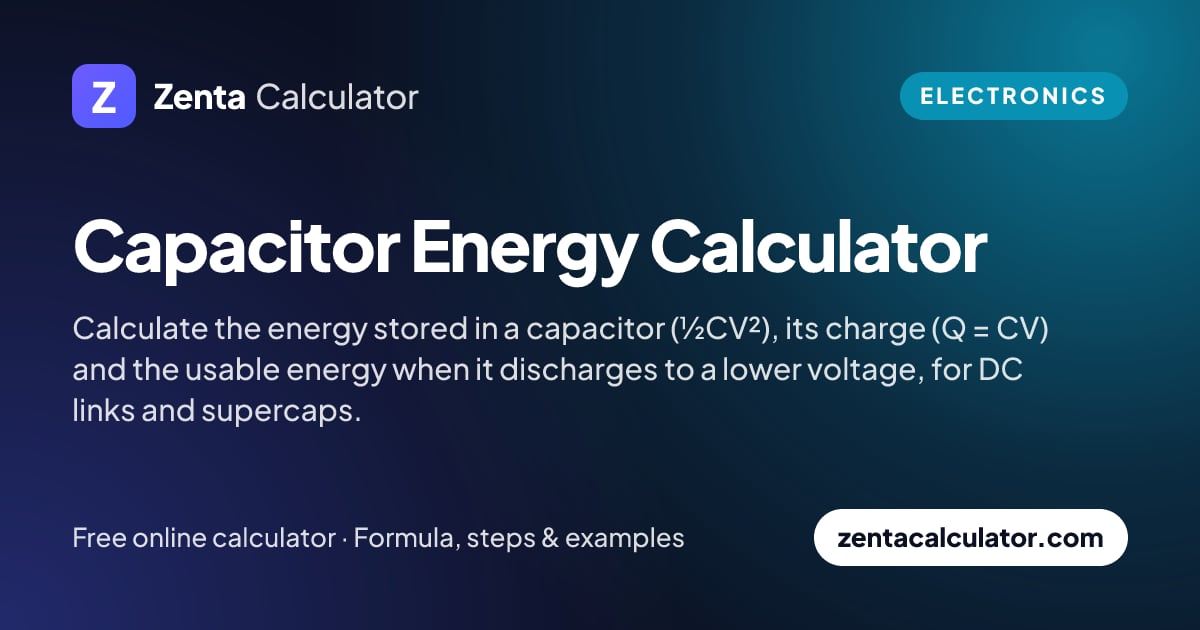 Z
Zenta Calculator
ELECTRONICS
Capacitor Energy Calculator
Calculate the energy stored in a capacitor (½CV²), its charge (Q = CV)
and the usable energy when it discharges to a lower voltage, for DC
links and supercaps.
Free online calculator · Formula, steps & examples
zentacalculator.com